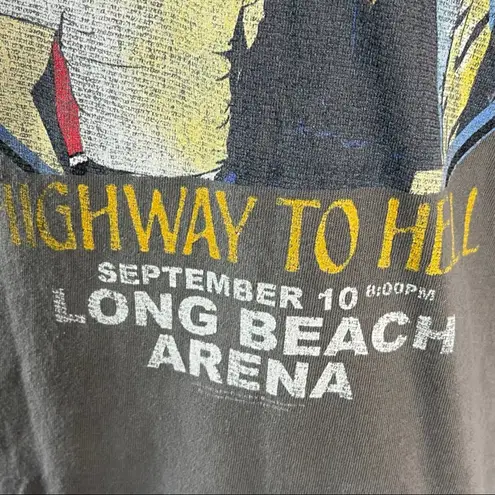 HIGHWAY TO HELL
SEPTEMBER 10 8:00PM
LONG BEACH
ARENA